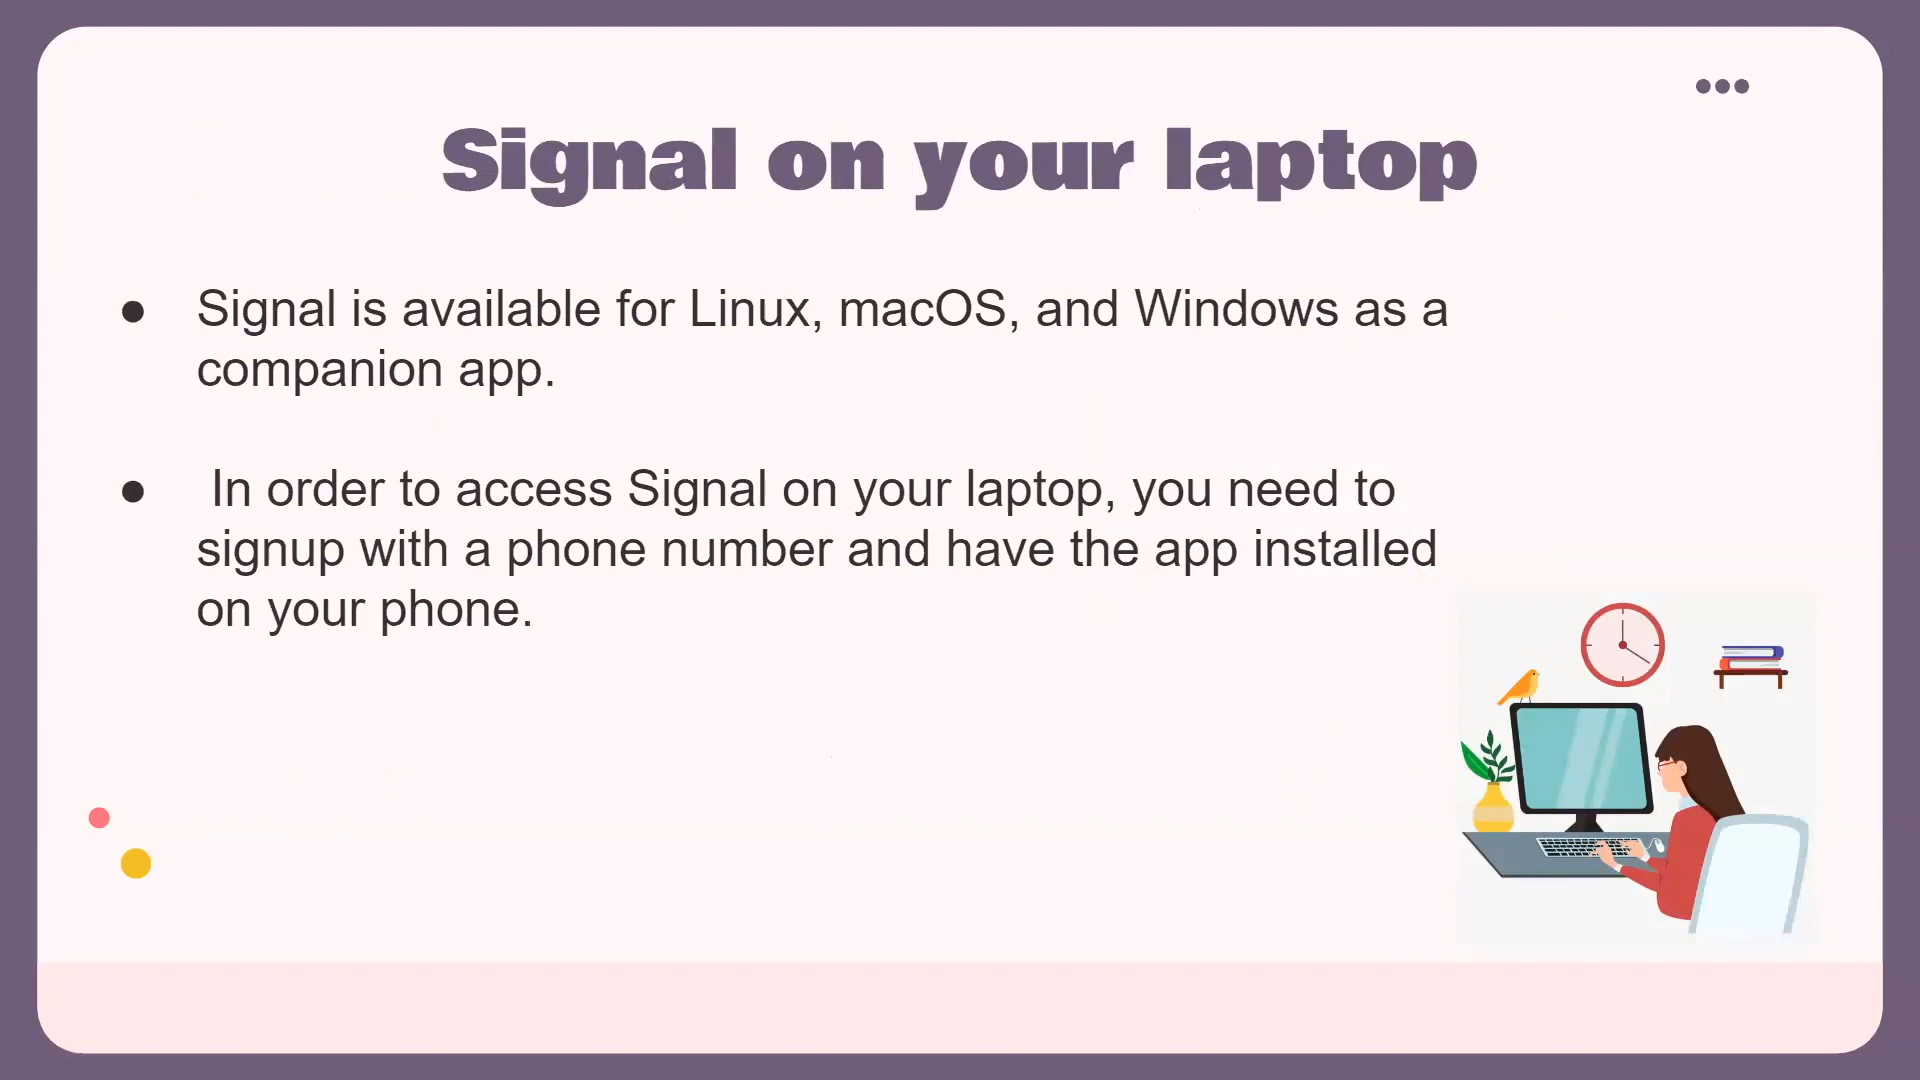 Signal on your laptop
● Signal is available for Linux, macOS, and Windows as a
companion app.
● In order to access Signal on your laptop, you need to
signup with a phone number and have the app installed
on your phone.